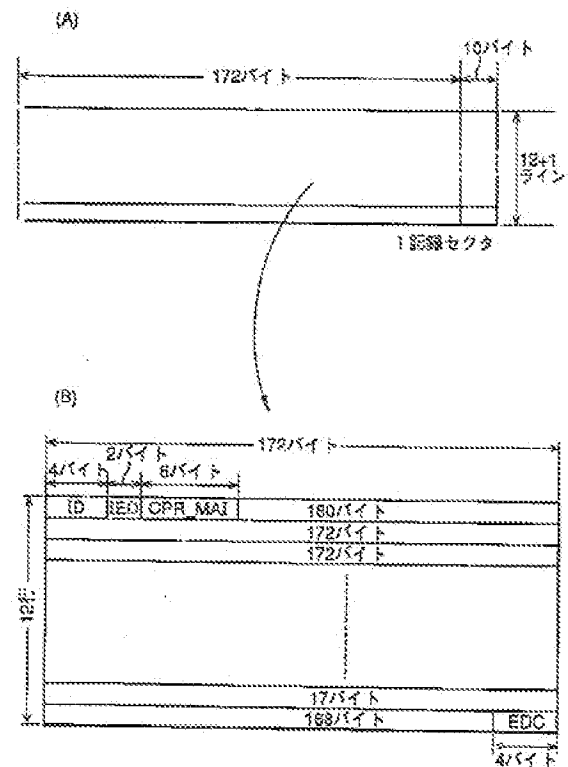 (A)
10バイト
172バイト
12+1
ライン
1記録セクタ
(B)
172バイト
2バイト
4バイト
6バイト
ID
IED
CPR_MAI
160バイト
172バイト
172バイト
12行
17バイト
168バイト
EDC
4バイト